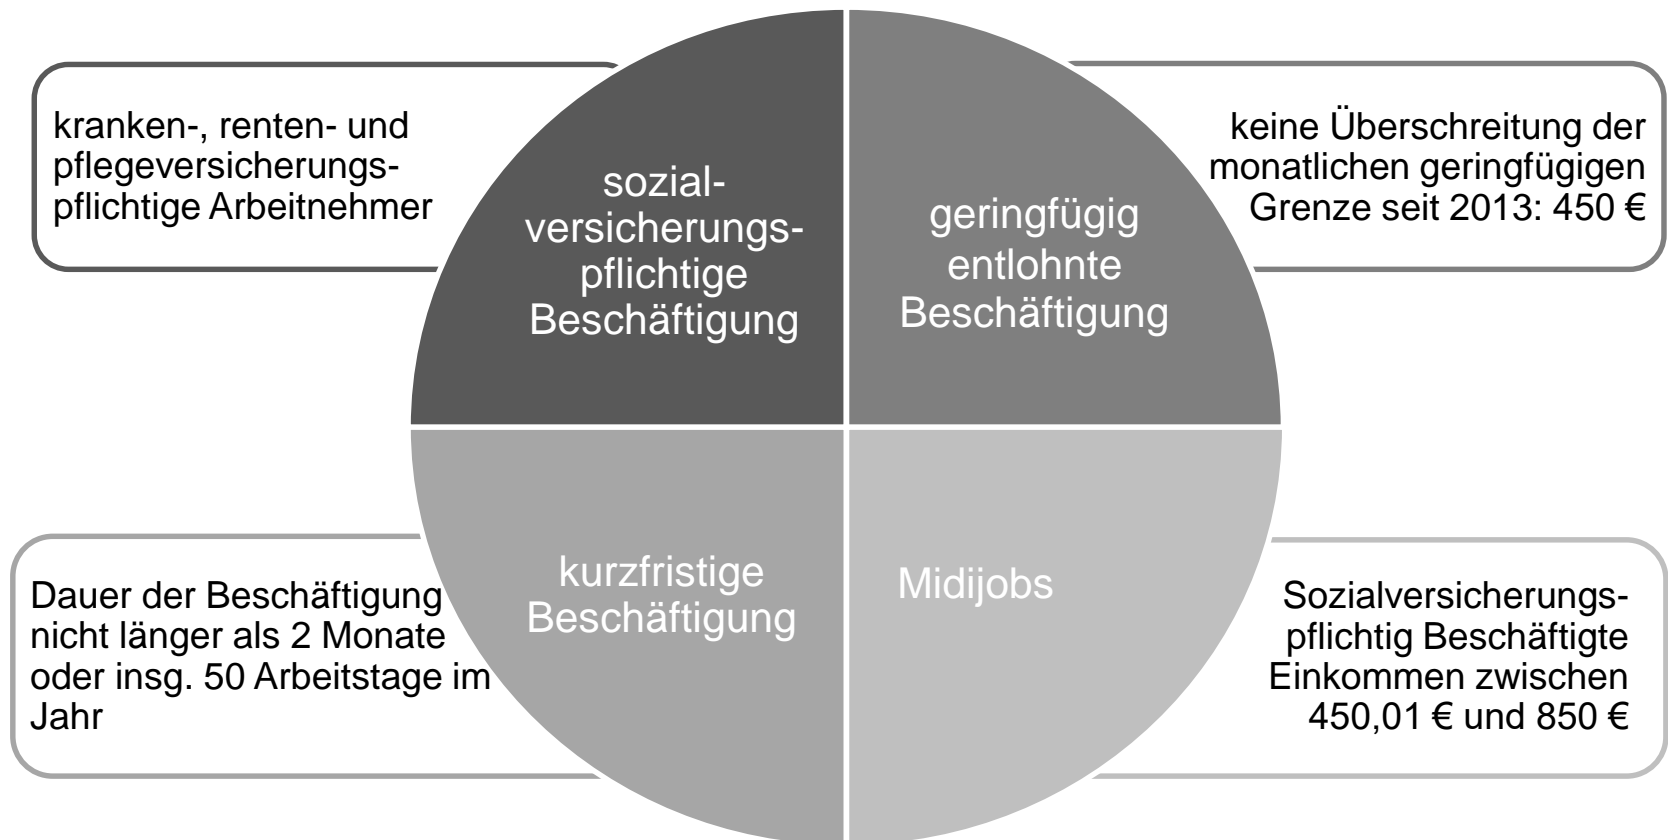 kranken-, renten- und
pflegeversicherungs-
pflichtige Arbeitnehmer
sozial-
versicherungs-
pflichtige
Beschäftigung
geringfügig
entlohnte
Beschäftigung
keine Überschreitung der
monatlichen geringfügigen
Grenze seit 2013: 450 €
Dauer der Beschäftigung
nicht länger als 2 Monate
oder insg. 50 Arbeitstage im
Jahr
kurzfristige
Beschäftigung
Midijobs
Sozialversicherungs-
pflichtig Beschäftigte
Einkommen zwischen
450,01 € und 850 €